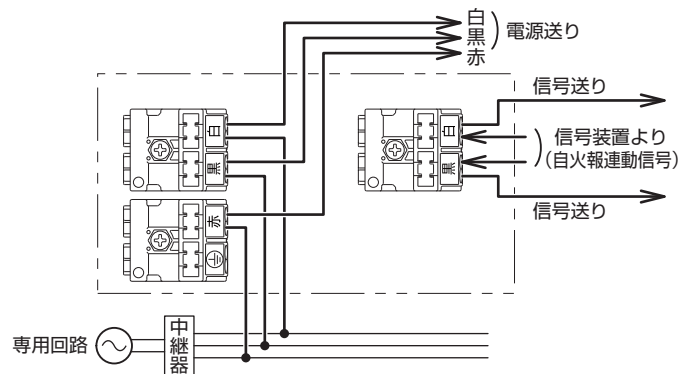 白
黒
赤
電源送り
信号送り
白
黒
赤
白
黒
信号装置より
(自火報連動信号)
信号送り
専用回路
中継器